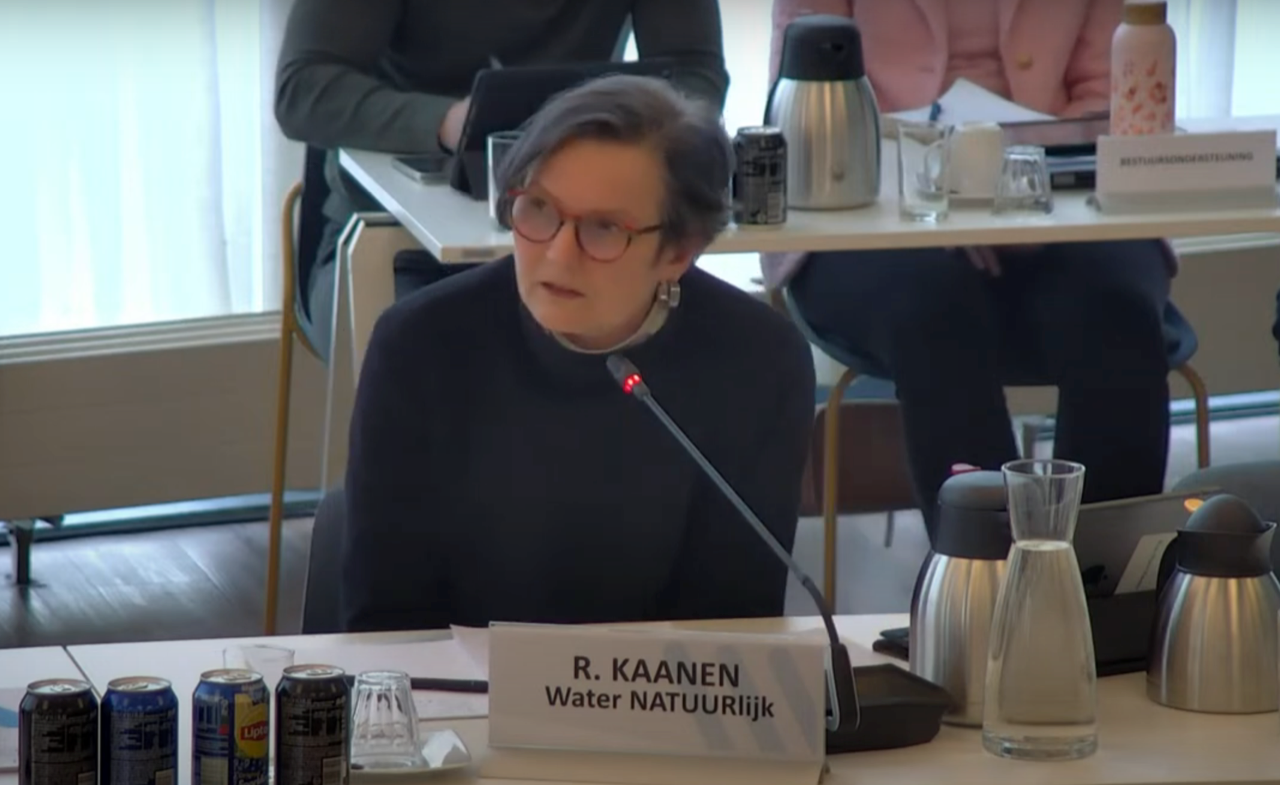 BESTUURSONDERSTEUNING
R. KAANEN
Water NATUURlijk
Lipton